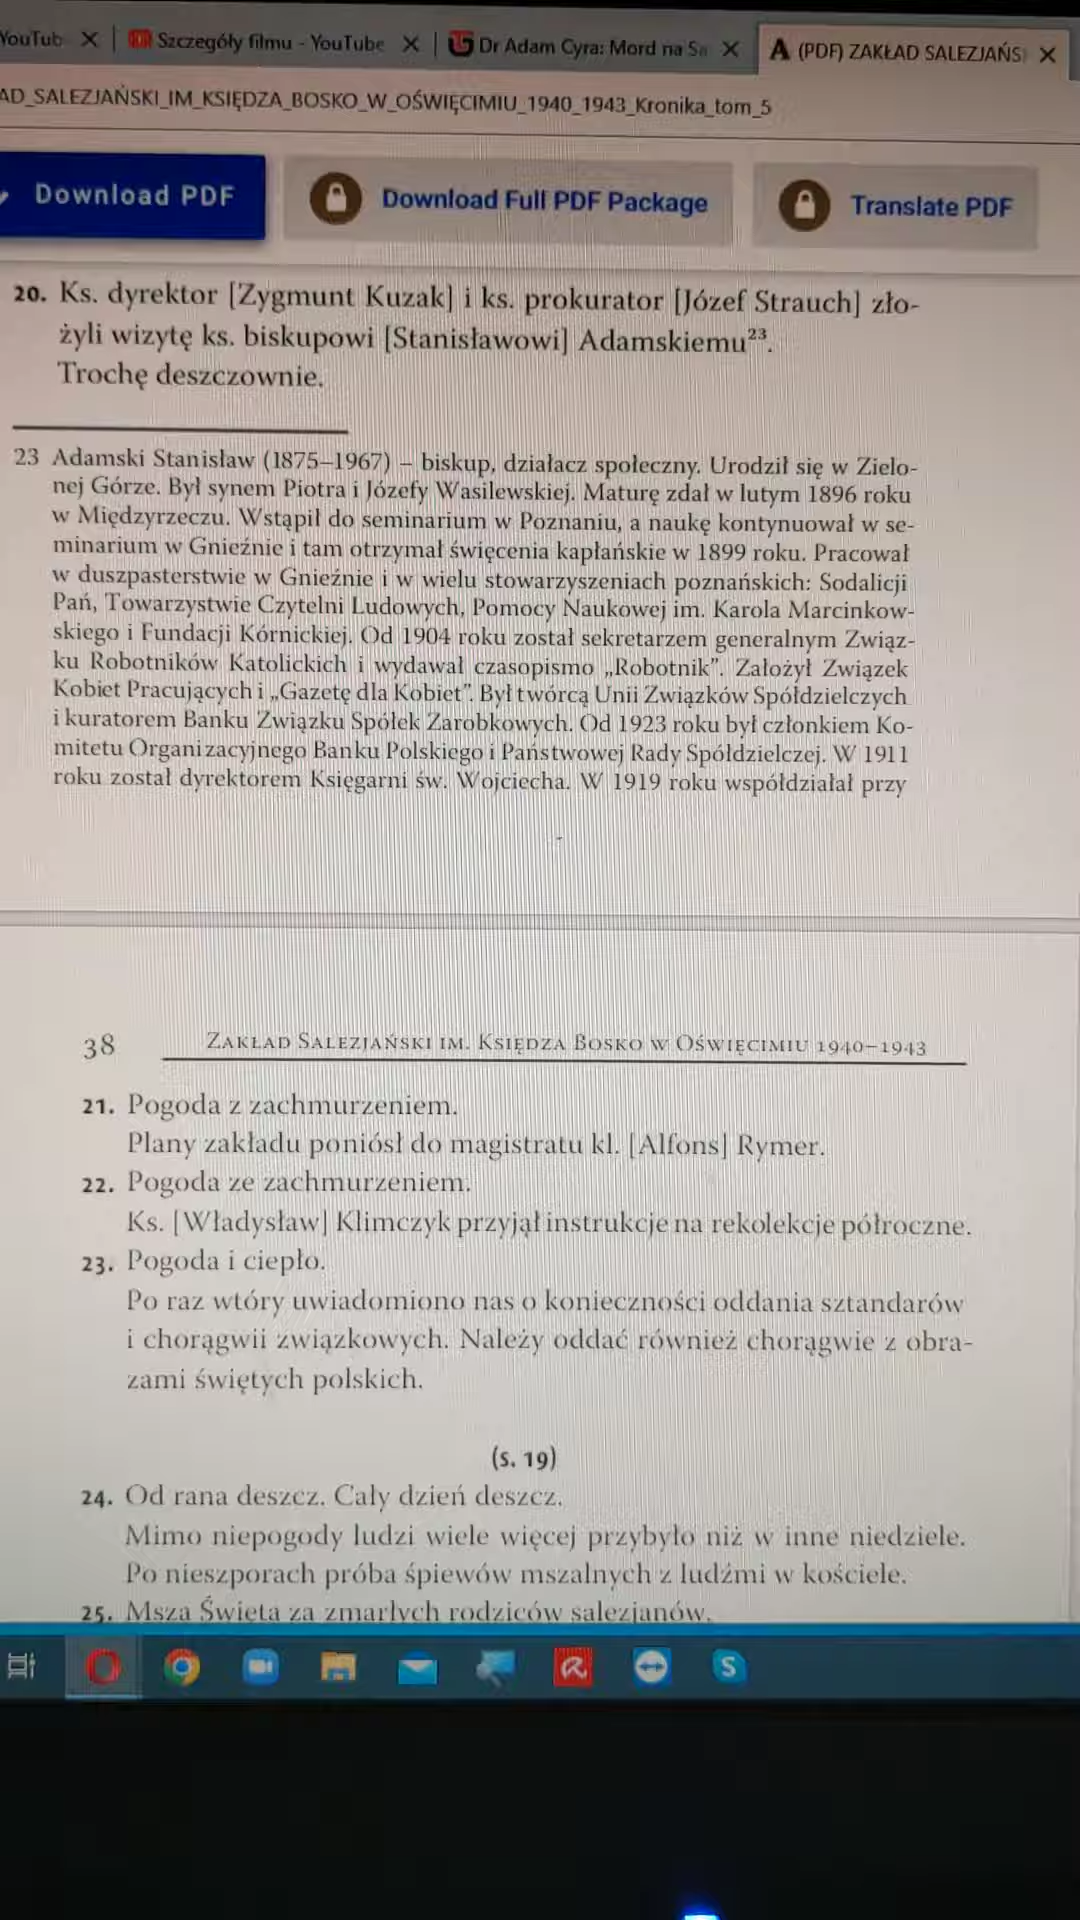 YouTub
Szczegóły filmu - YouTube
Dr Adam Cyra: Mord na Sa
(PDF) ZAKŁAD SALEZJAŃS
AD_SALEZJAŃSKI_IM_KSIĘDZA_BOSKO_W_OŚWIĘCIMIU_1940_1943_Kronika_tom_5
Download PDF
Download Full PDF Package
Translate PDF
20. Ks. dyrektor [Zygmunt Kuzak] i ks. prokurator [Józef Strauch] zło-
żyli wizytę ks. biskupowi [Stanisławowi] Adamskiemu²³.
Trochę deszczownie.
23 Adamski Stanisław (1875–1967) – biskup, działacz społeczny. Urodził się w Zielo-
nej Górze. Był synem Piotra i Józefy Wasilewskiej. Maturę zdał w lutym 1896 roku
w Międzyrzeczu. Wstąpił do seminarium w Poznaniu, a naukę kontynuował w se-
minarium w Gnieźnie i tam otrzymał święcenia kapłańskie w 1899 roku. Pracował
w duszpasterstwie w Gnieźnie i w wielu stowarzyszeniach poznańskich: Sodalicji
Pań, Towarzystwie Czytelni Ludowych, Pomocy Naukowej im. Karola Marcinkow-
skiego i Fundacji Kórnickiej. Od 1904 roku został sekretarzem generalnym Związ-
ku Robotników Katolickich i wydawał czasopismo „Robotnik”. Założył Związek
Kobiet Pracujących i „Gazetę dla Kobiet”. Był twórcą Unii Związków Spółdzielczych
i kuratorem Banku Związku Spółek Zarobkowych. Od 1923 roku był członkiem Ko-
mitetu Organizacyjnego Banku Polskiego i Państwowej Rady Spółdzielczej. W 1911
roku został dyrektorem Księgarni św. Wojciecha. W 1919 roku współdziałał przy
38 ZAKŁAD SALEZJAŃSKI IM. KSIĘDZA BOSKO W OŚWIĘCIMIU 1940–1943
21. Pogoda z zachmurzeniem.
Plany zakładu poniósł do magistratu kl. [Alfons] Rymer.
22. Pogoda ze zachmurzeniem.
Ks. [Władysław] Klimczyk przyjął instrukcje na rekolekcje półroczne.
23. Pogoda i ciepło.
Po raz wtóry uwiadomiono nas o konieczności oddania sztandarów
i chorągwii związkowych. Należy oddać również chorągwie z obra-
zami świętych polskich.
(s. 19)
24. Od rana deszcz. Cały dzień deszcz.
Mimo niepogody ludzi wiele więcej przybyło niż w inne niedziele.
Po nieszporach próba śpiewów mszalnych z ludźmi w kościele.
25. Msza Święta za zmarłych rodziców salezjanów.